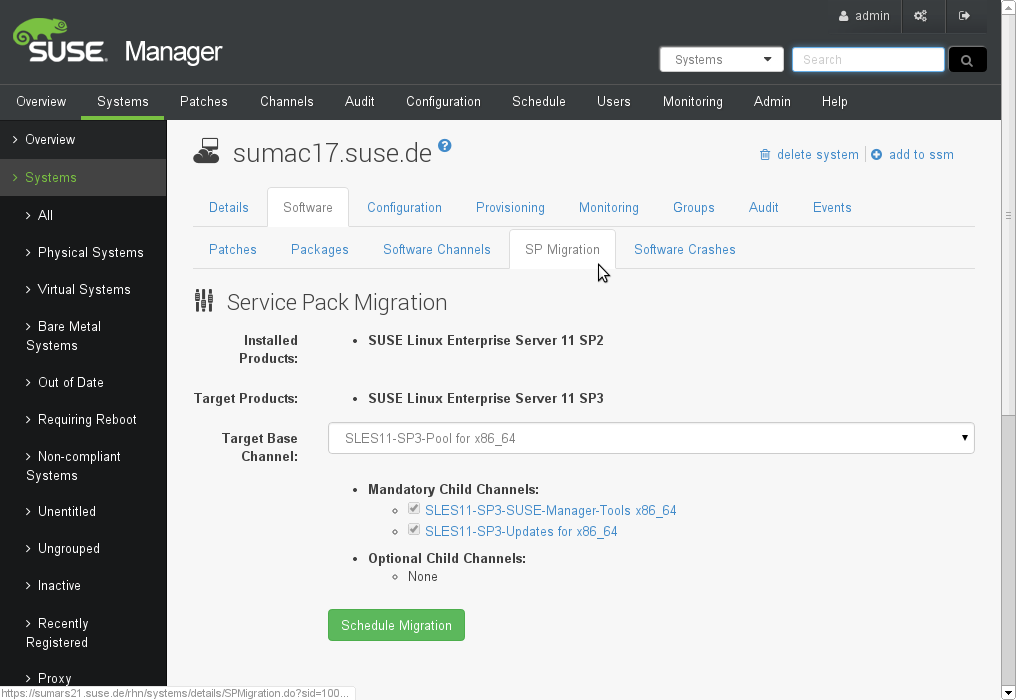 admin
SUSE Manager
Systems Search
Overview Systems Patches Channels Audit Configuration Schedule Users Monitoring Admin Help
Overview
Systems
All
Physical Systems
Virtual Systems
Bare Metal
Systems
Out of Date
Requiring Reboot
Non-compliant
Systems
Unentitled
Ungrouped
Inactive
Recently
Registered
Proxy
sumac17.suse.de ?
delete system add to ssm
Details Software Configuration Provisioning Monitoring Groups Audit Events
Patches Packages Software Channels SP Migration Software Crashes
Service Pack Migration
Installed
Products:
SUSE Linux Enterprise Server 11 SP2
Target Products:
SUSE Linux Enterprise Server 11 SP3
Target Base
Channel:
SLES11-SP3-Pool for x86_64
Mandatory Child Channels:
SLES11-SP3-SUSE-Manager-Tools x86_64
SLES11-SP3-Updates for x86_64
Optional Child Channels:
None
Schedule Migration
https://sumars21.suse.de/rhn/systems/details/SPMigration.do?sid=100...